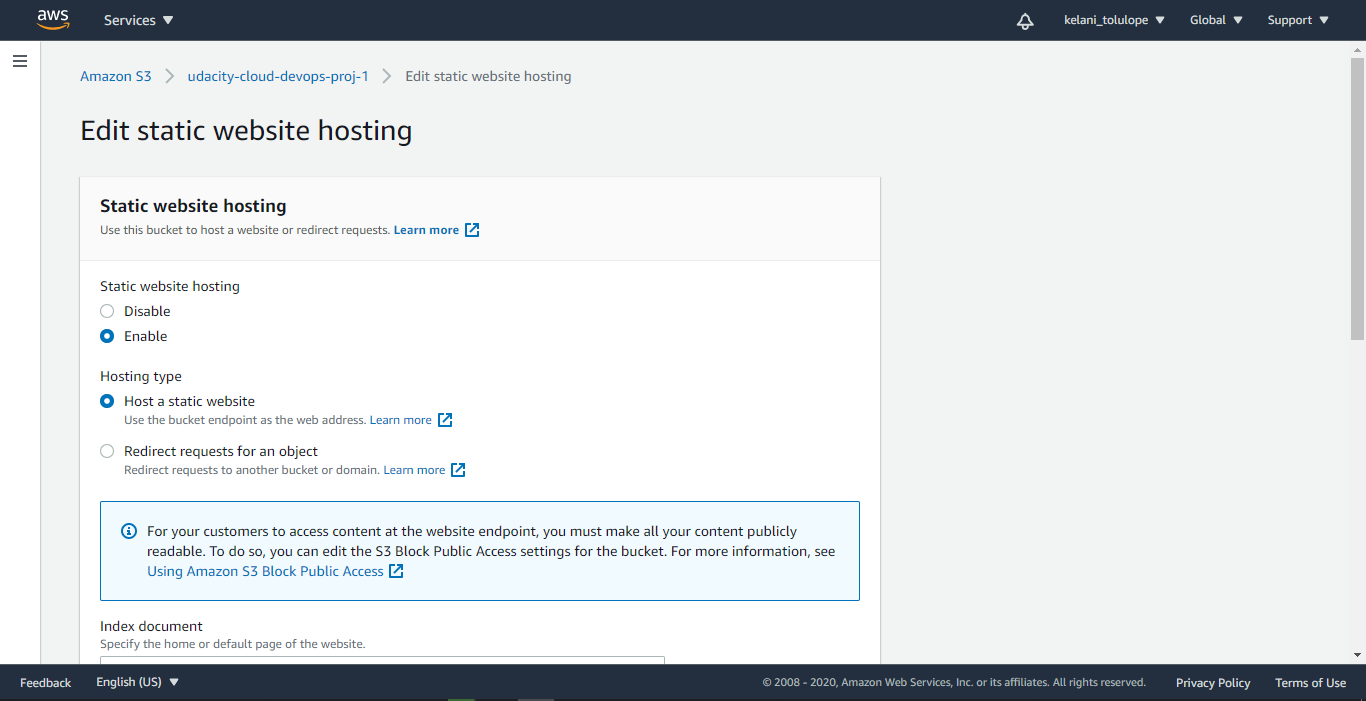 aws Services kelani_tolulope Global Support
Amazon S3 udacity-cloud-devops-proj-1 Edit static website hosting
Edit static website hosting
Static website hosting
Use this bucket to host a website or redirect requests. Learn more
Static website hosting
Disable
Enable
Hosting type
Host a static website
Use the bucket endpoint as the web address. Learn more
Redirect requests for an object
Redirect requests to another bucket or domain. Learn more
For your customers to access content at the website endpoint, you must make all your content publicly
readable. To do so, you can edit the S3 Block Public Access settings for the bucket. For more information, see
Using Amazon S3 Block Public Access
Index document
Specify the home or default page of the website.
Feedback English (US) © 2008 - 2020, Amazon Web Services, Inc. or its affiliates. All rights reserved. Privacy Policy Terms of Use